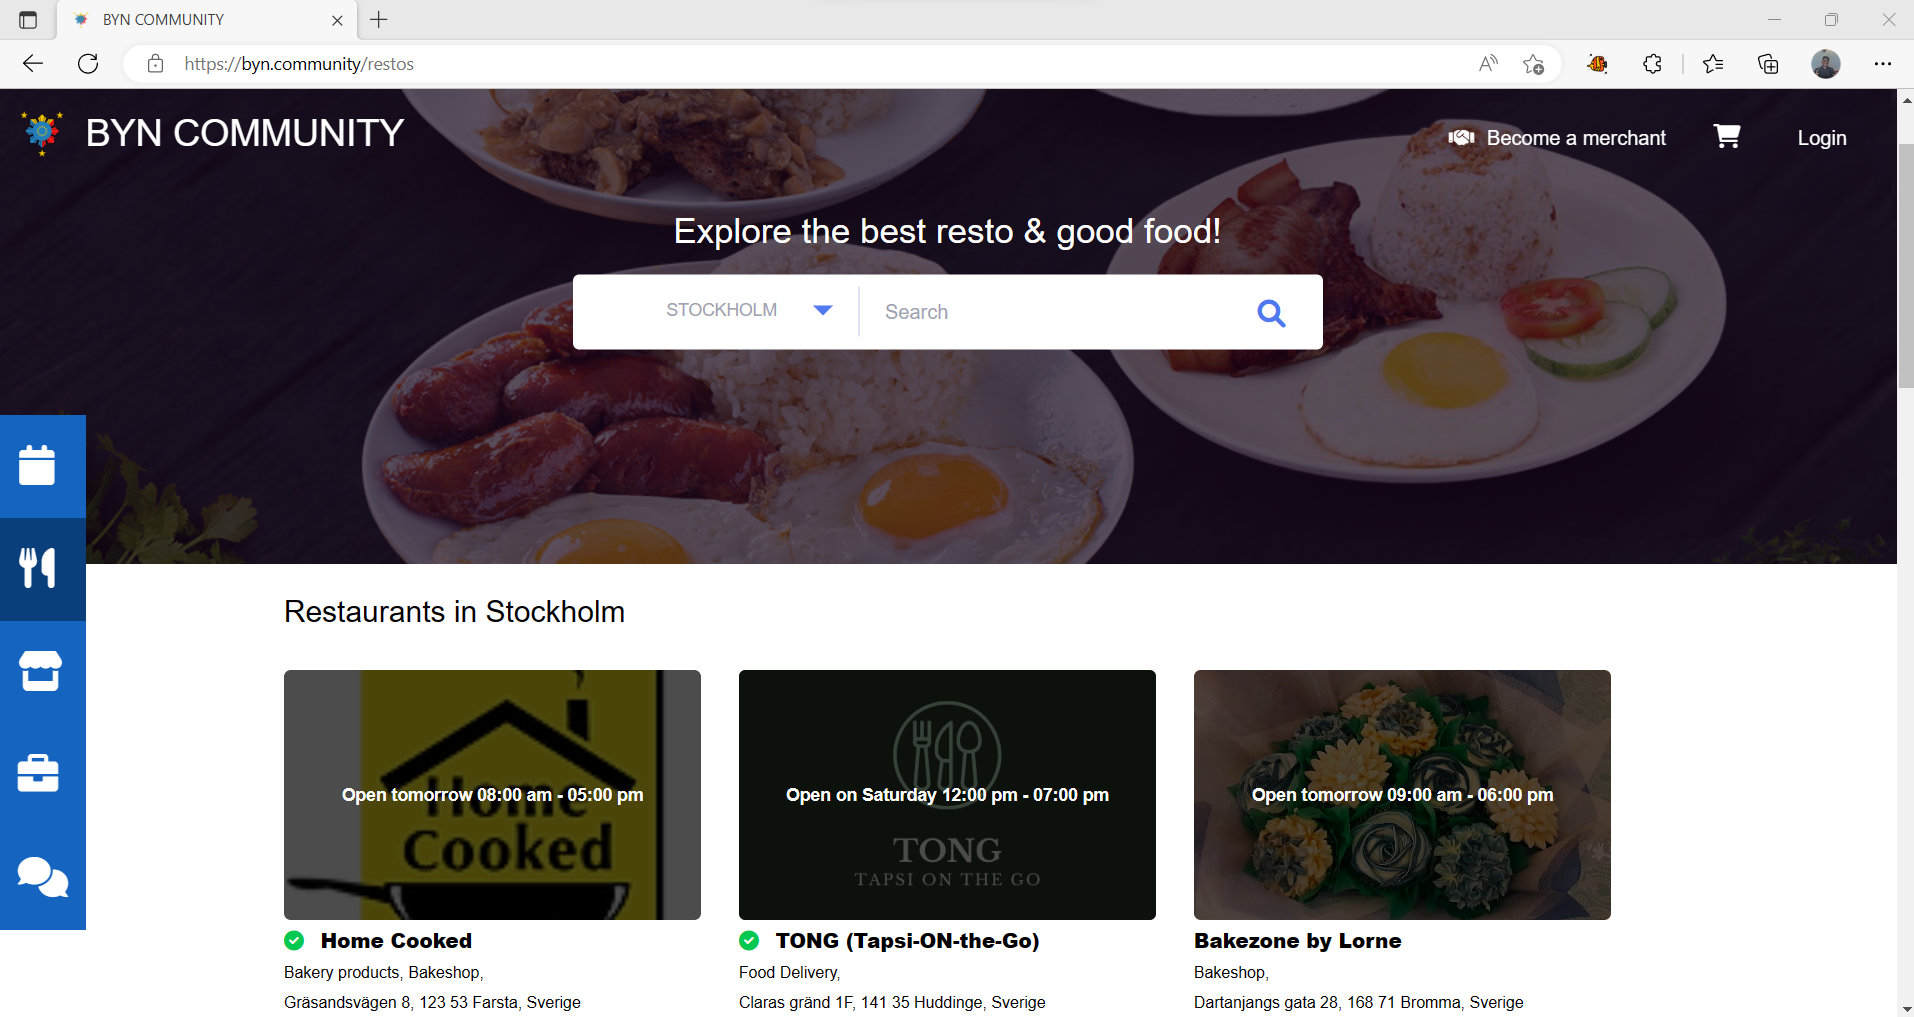 BYN COMMUNITY
https://byn.community/restos
BYN COMMUNITY
Become a merchant
Login
Explore the best resto & good food!
STOCKHOLM
Search
Restaurants in Stockholm
Home
Cooked
Open tomorrow 08:00 am - 05:00 pm
Open on Saturday 12:00 pm - 07:00 pm
TONG
TAPSI ON THE GO
Open tomorrow 09:00 am - 06:00 pm
Home Cooked
Bakery products, Bakeshop,
Gräsandsvägen 8, 123 53 Farsta, Sverige
TONG (Tapsi-ON-the-Go)
Food Delivery,
Claras gränd 1F, 141 35 Huddinge, Sverige
Bakezone by Lorne
Bakeshop,
Dartanjangs gata 28, 168 71 Bromma, Sverige